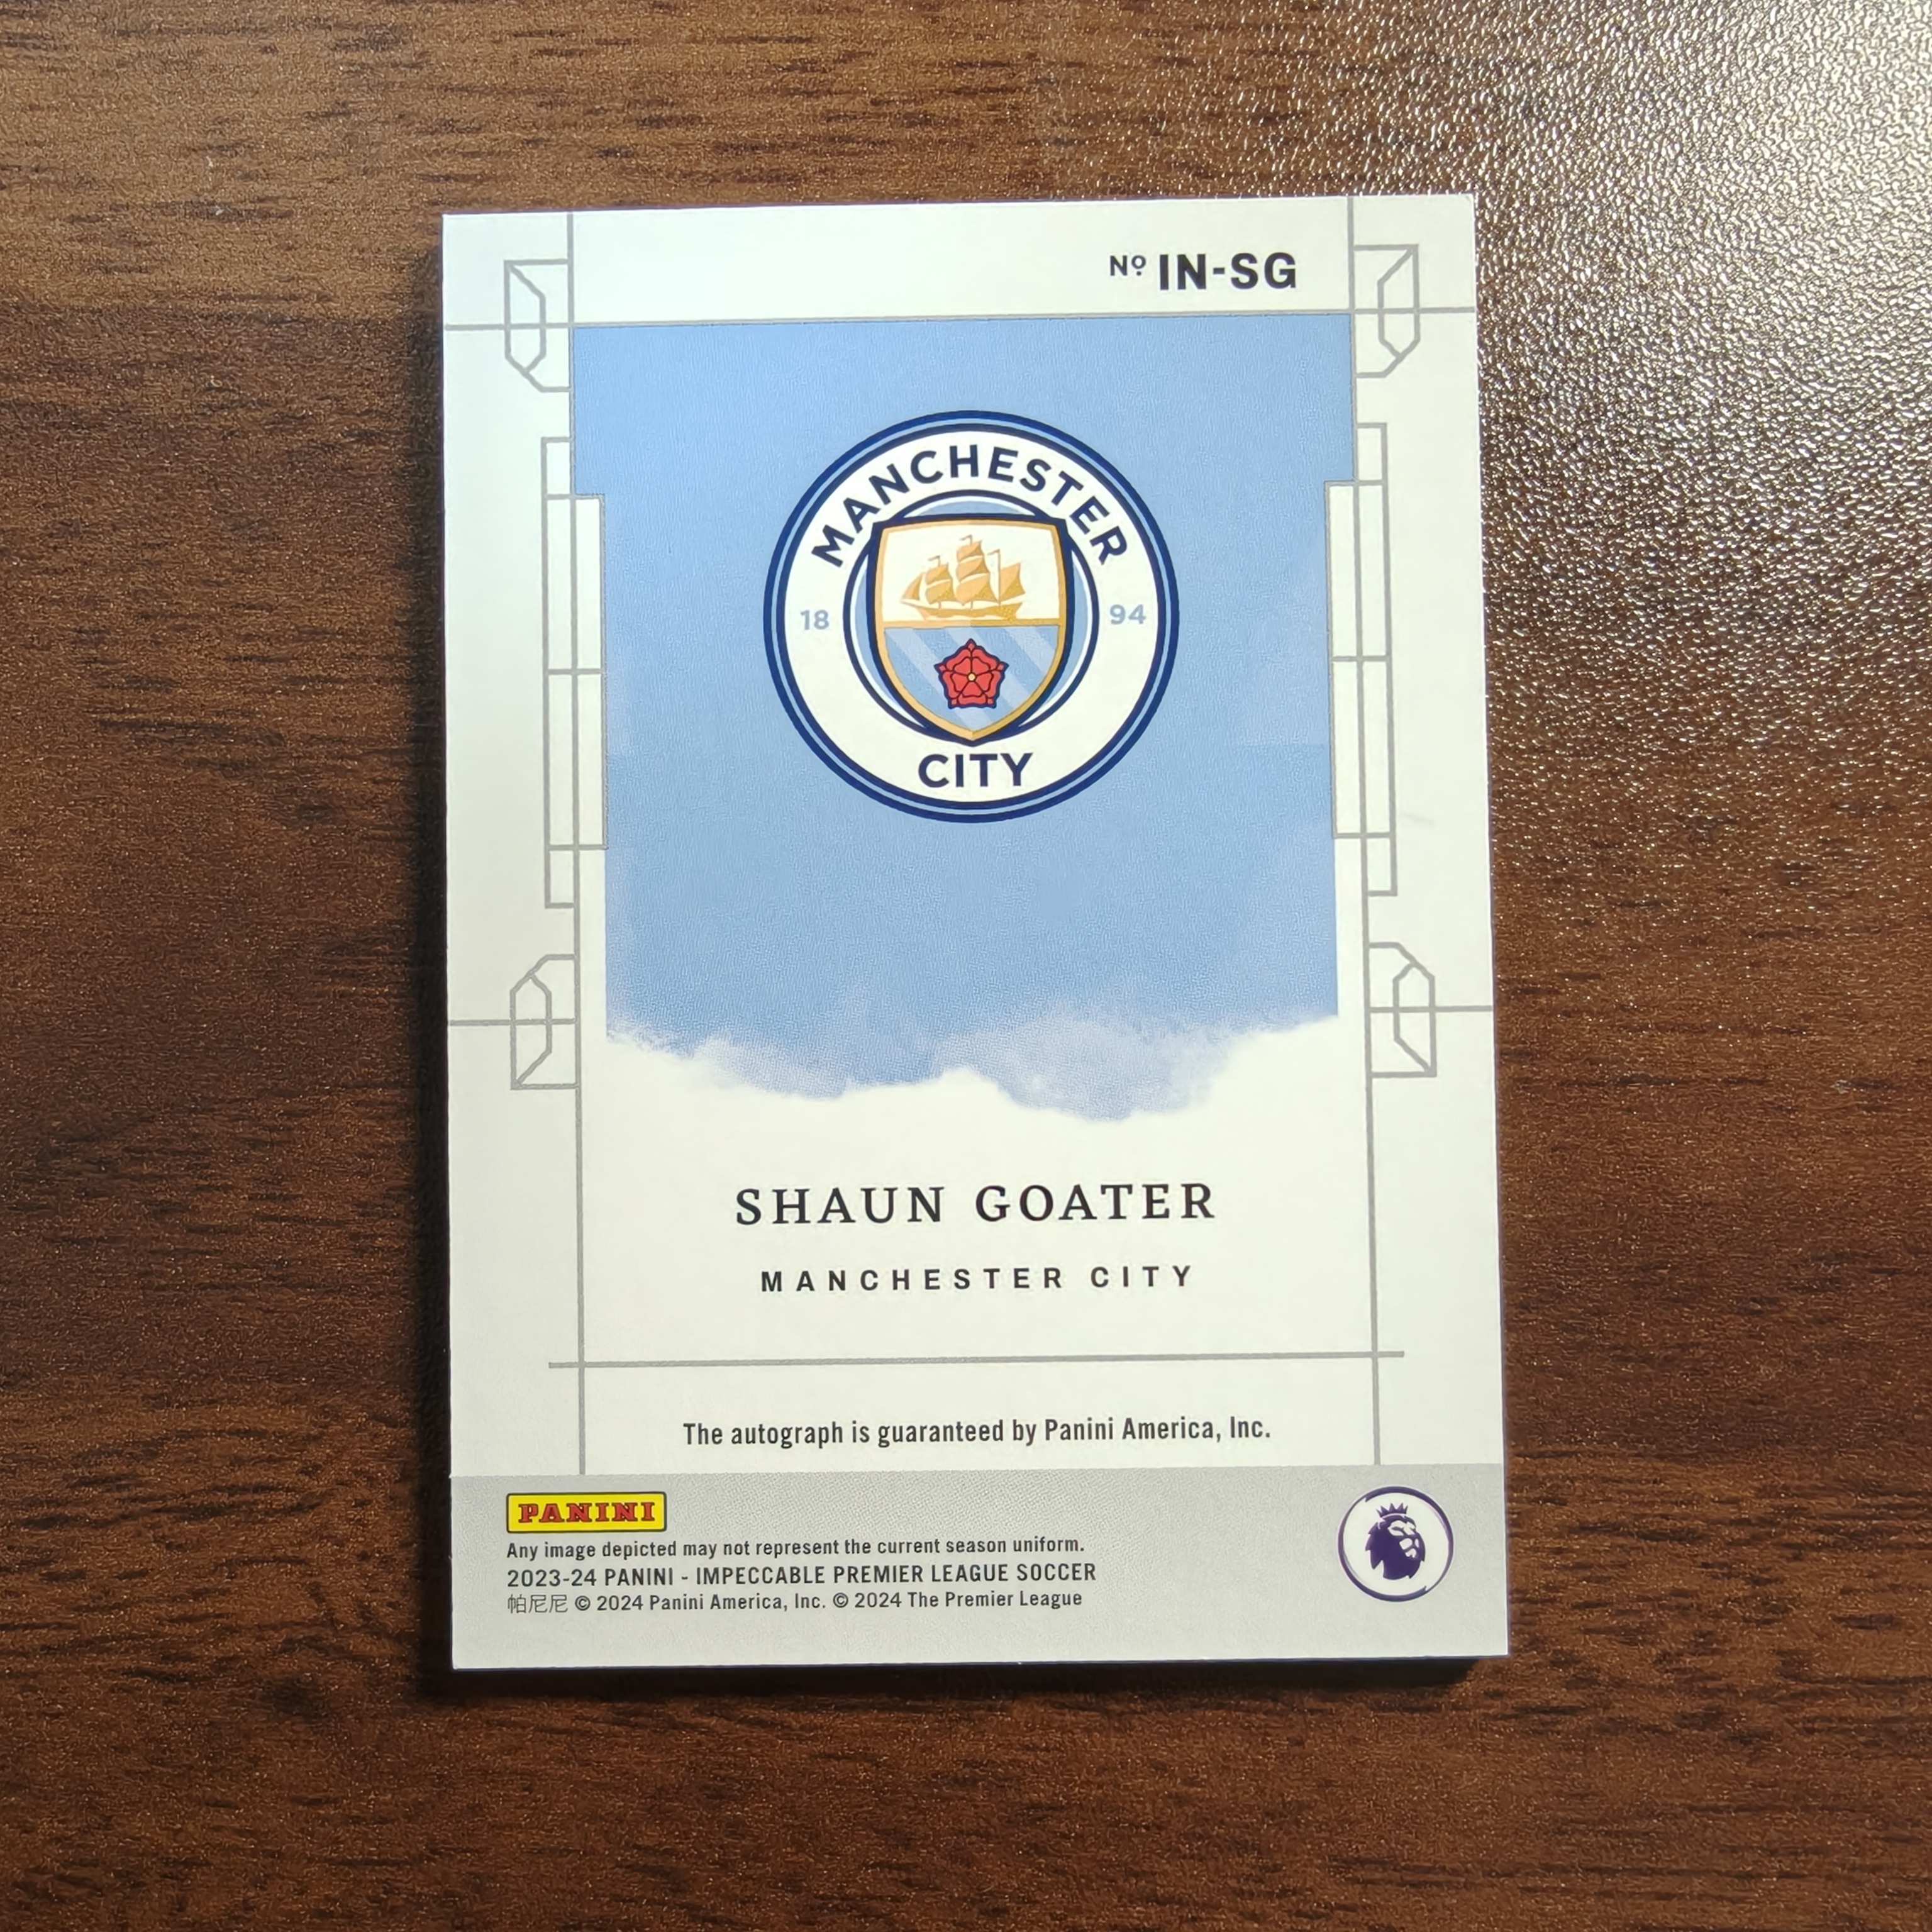 Nº IN-SG
MANCHESTER
18 94
CITY
SHAUN GOATER
MANCHESTER CITY
The autograph is guaranteed by Panini America, Inc.
PANINI
Any image depicted may not represent the current season uniform.
2023-24 PANINI - IMPECCABLE PREMIER LEAGUE SOCCER
帕尼尼 © 2024 Panini America, Inc. © 2024 The Premier League